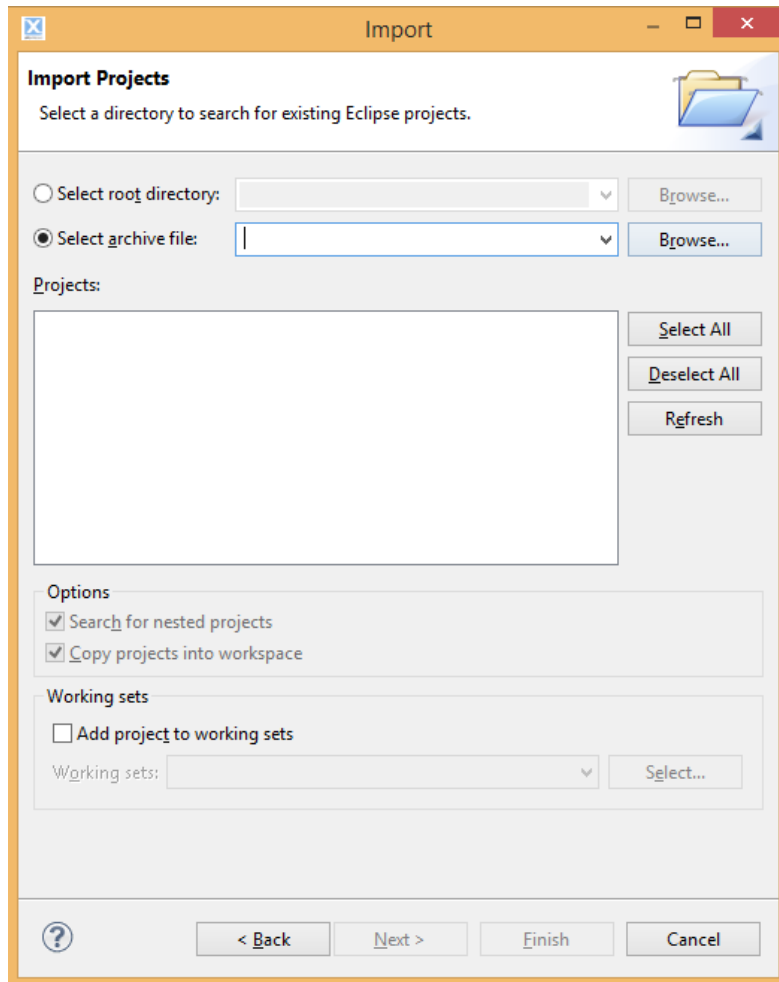 Import
Import Projects
Select a directory to search for existing Eclipse projects.
Select root directory:
Browse...
Select archive file:
Browse...
Projects:
Select All
Deselect All
Refresh
Options
Search for nested projects
Copy projects into workspace
Working sets
Add project to working sets
Working sets:
Select...
< Back
Next >
Finish
Cancel